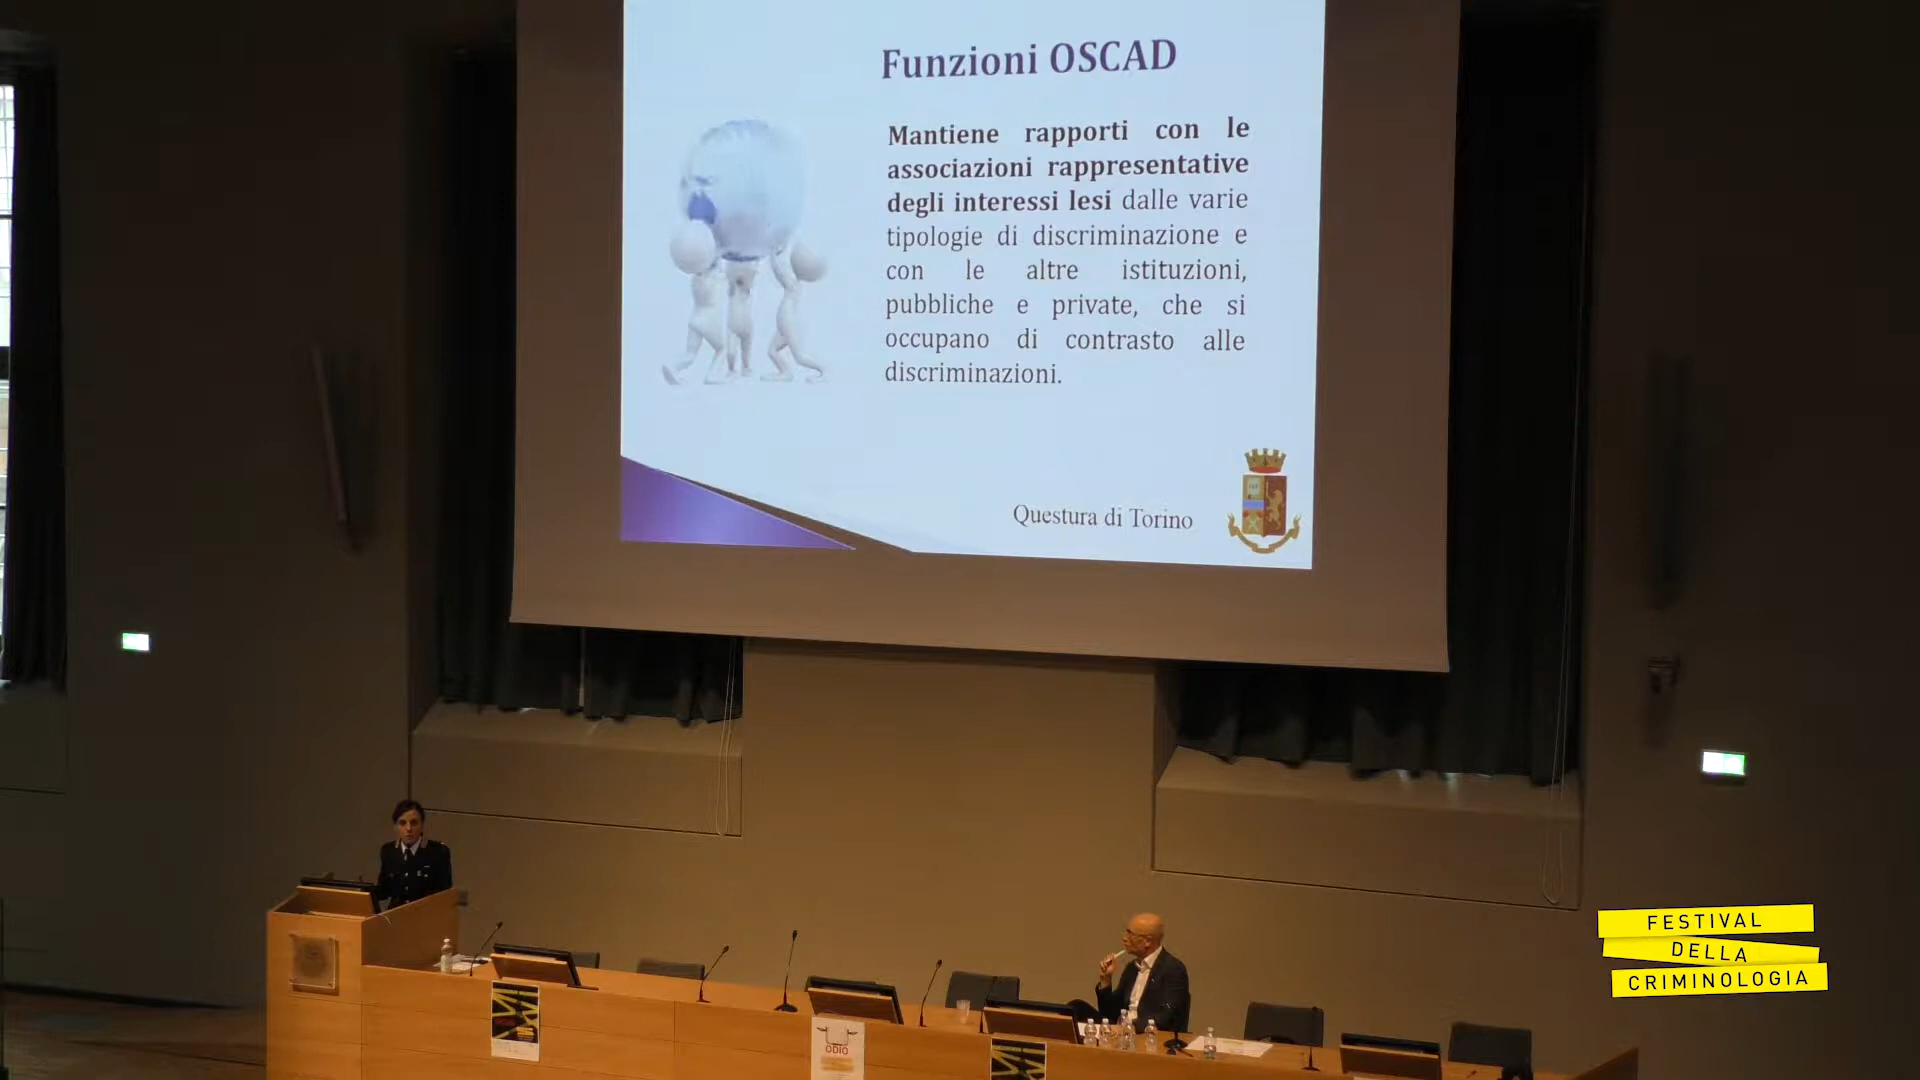 Funzioni OSCAD
Mantiene rapporti con le
associazioni rappresentative
degli interessi lesi dalle varie
tipologie di discriminazione e
con le altre istituzioni,
pubbliche e private, che si
occupano di contrasto alle
discriminazioni.
Questura di Torino
FESTIVAL
DELLA
CRIMINOLOGIA
ODIO